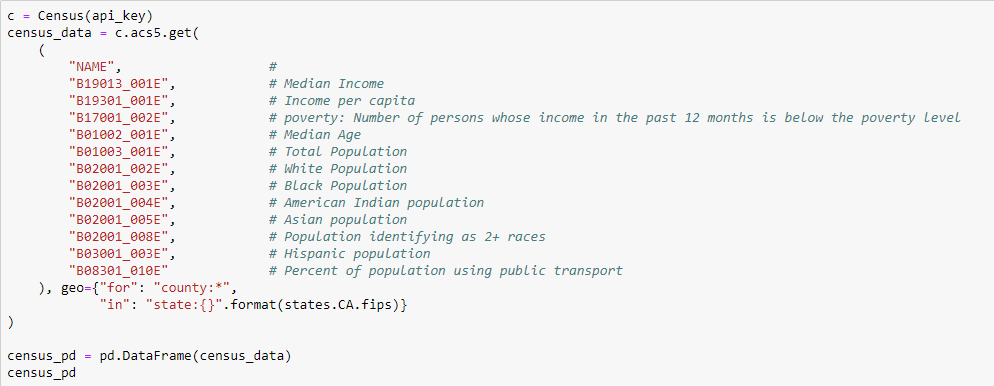 c = Census(api_key)
census_data = c.acs5.get(
    (
        "NAME",                   #
        "B19013_001E",            # Median Income
        "B19301_001E",            # Income per capita
        "B17001_002E",            # poverty: Number of persons whose income in the past 12 months is below the poverty level
        "B01002_001E",            # Median Age
        "B01003_001E",            # Total Population
        "B02001_002E",            # White Population
        "B02001_003E",            # Black Population
        "B02001_004E",            # American Indian population
        "B02001_005E",            # Asian population
        "B02001_008E",            # Population identifying as 2+ races
        "B03001_003E",            # Hispanic population
        "B08301_010E"             # Percent of population using public transport
    ), geo={"for": "county:*",
            "in": "state:{}".format(states.CA.fips)}
)

census_pd = pd.DataFrame(census_data)
census_pd